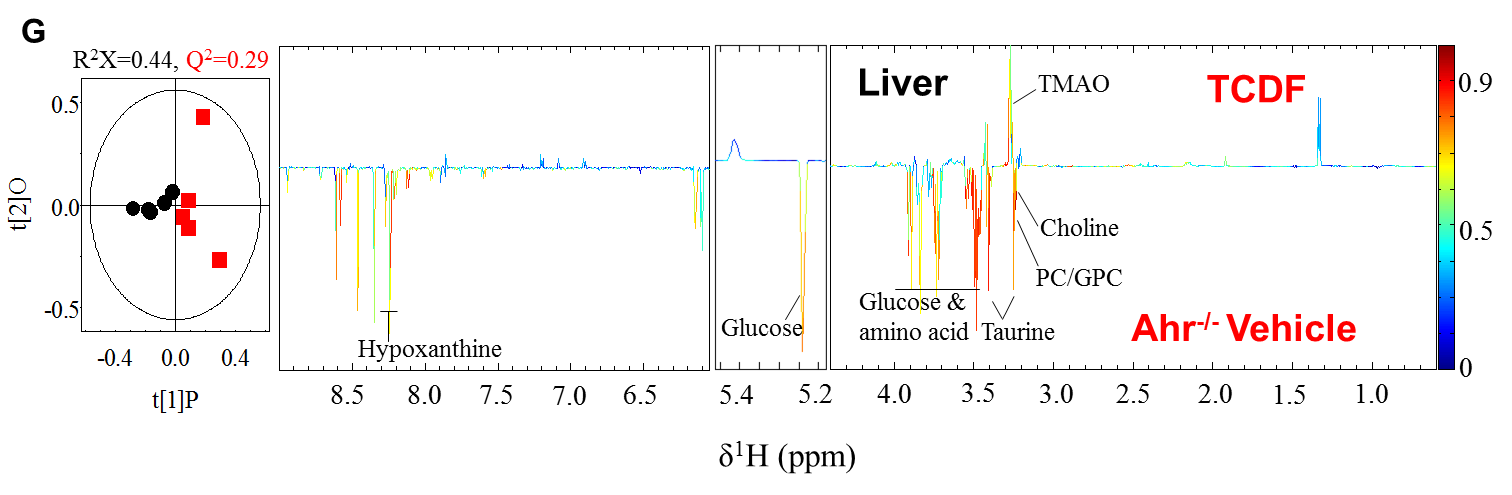 G
R²X=0.44, Q²=0.29
t[2]O
0.5
0.0
-0.5
-0.4 0.0 0.4
t[1]P
Hypoxanthine
8.5 8.0 7.5 7.0 6.5
Glucose
5.4 5.2
Liver
TMAO
TCDF
Choline
PC/GPC
Glucose &
amino acid
Taurine
Ahr⁻/⁻ Vehicle
4.0 3.5 3.0 2.5 2.0 1.5 1.0
0.9
0.5
0
δ¹H (ppm)